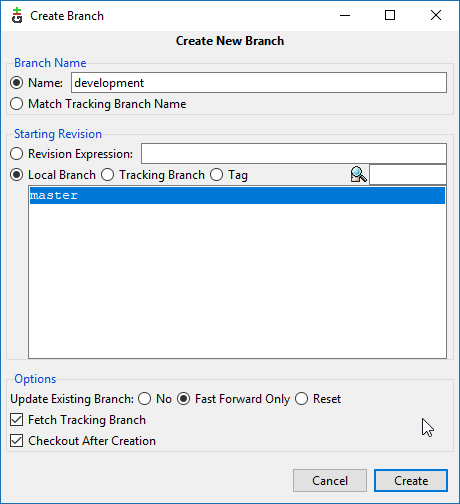 Create Branch
Create New Branch
Branch Name
Name: development
Match Tracking Branch Name
Starting Revision
Revision Expression:
Local Branch Tracking Branch Tag
master
Options
Update Existing Branch: No Fast Forward Only Reset
Fetch Tracking Branch
Checkout After Creation
Cancel Create